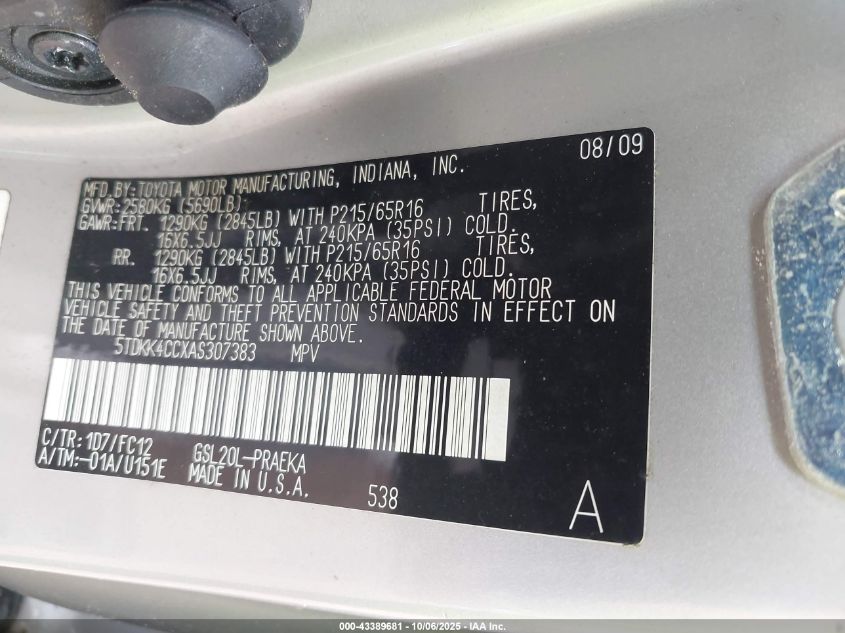 08/09
MFD.BY:TOYOTA MOTOR MANUFACTURING, INDIANA, INC.
GVWR:2580KG (5690LB)
GAWR:FRT. 1290KG (2845LB) WITH P215/65R16 TIRES,
16X6.5JJ RIMS, AT 240KPA (35PSI) COLD.
RR. 1290KG (2845LB) WITH P215/65R16 TIRES,
16X6.5JJ RIMS, AT 240KPA (35PSI) COLD.
THIS VEHICLE CONFORMS TO ALL APPLICABLE FEDERAL MOTOR
VEHICLE SAFETY AND THEFT PREVENTION STANDARDS IN EFFECT ON
THE DATE OF MANUFACTURE SHOWN ABOVE.
5TDKK4CCXAS307383 MPV
C/TR: 1D7/FC12 GSL20L-PRAEKA
A/TM:-01A/U151E MADE IN U.S.A.
538
A
000-43389681 - 10/06/2025 - IAA Inc.